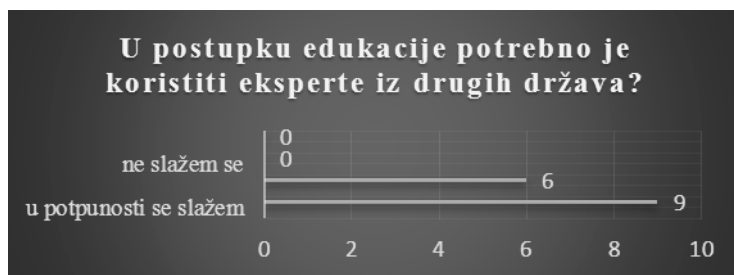 U postupku edukacije potrebno je
koristiti eksperte iz drugih država?
0
ne slažem se 0
6
u potpunosti se slažem 9
0 2 4 6 8 10